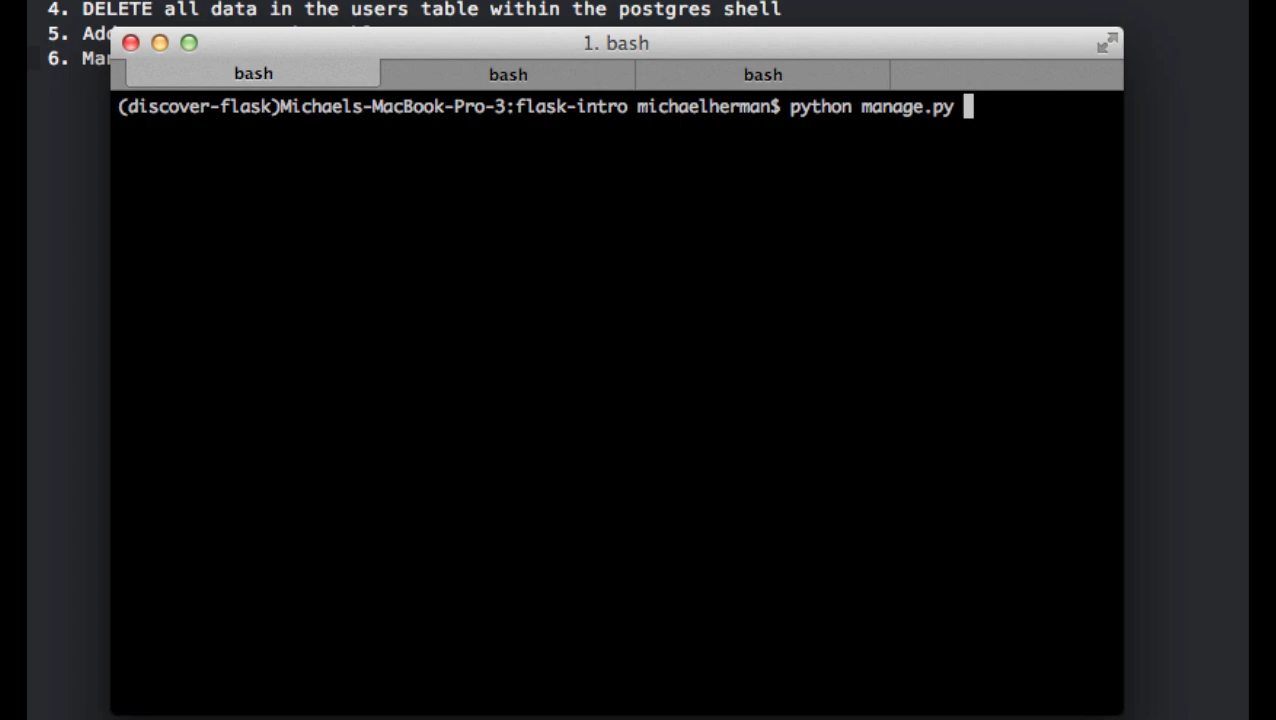 4. DELETE all data in the users table within the postgres shell
5. Add
6. Mar
1. bash
bash bash bash
(discover-flask)Michaels-MacBook-Pro-3:flask-intro michaelherman$ python manage.py